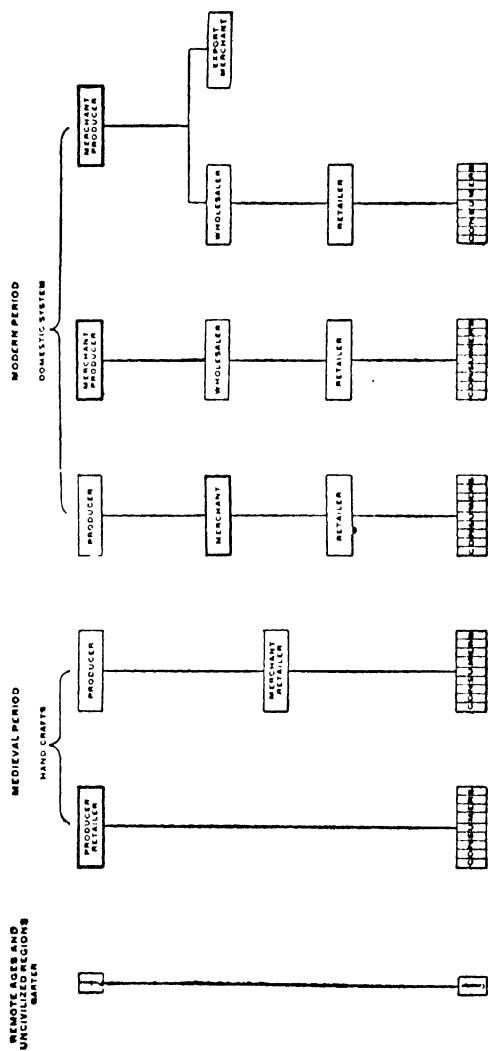 REMOTE AGES AND
UNCIVILIZED REGIONS
BARTER
MEDIEVAL PERIOD
HAND CRAFTS
PRODUCER
RETAILER
CONSUMERS
PRODUCER
MERCHANT
RETAILER
CONSUMERS
MODERN PERIOD
DOMESTIC SYSTEM
PRODUCER
MERCHANT
RETAILER
CONSUMERS
MERCHANT
PRODUCER
WHOLESALER
RETAILER
CONSUMERS
MERCHANT
PRODUCER
WHOLESALER
RETAILER
CONSUMERS
EXPORT
MERCHANT